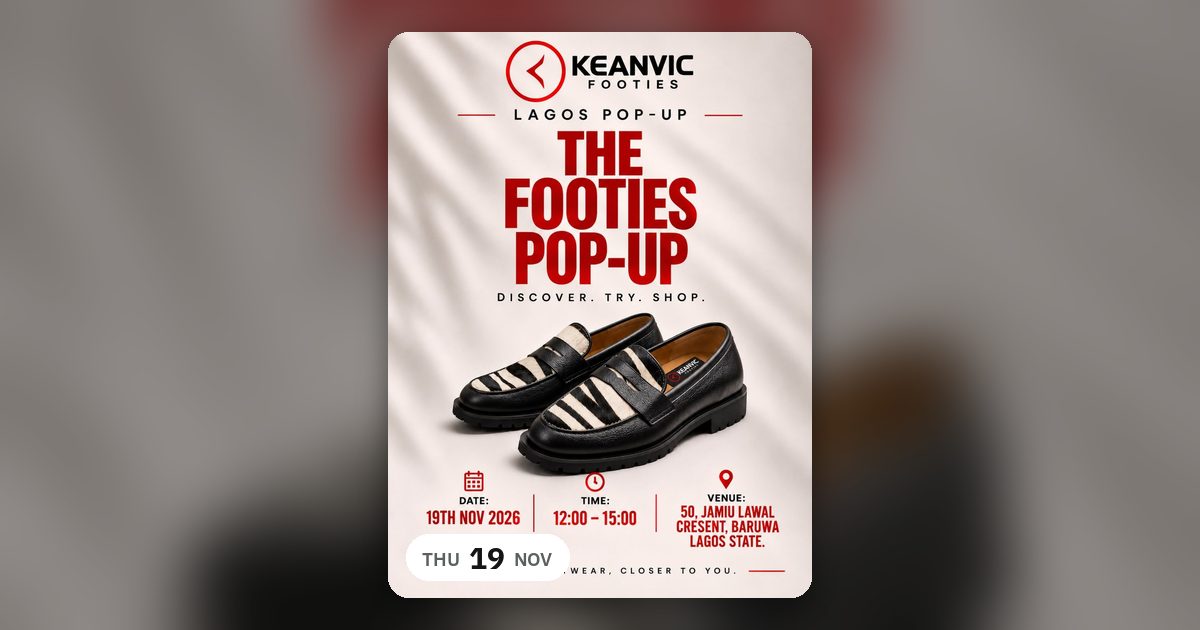 KEANVIC
FOOTIES
LAGOS POP-UP
THE
FOOTIES
POP-UP
DISCOVER. TRY. SHOP.
KEANVIC
DATE:
19TH NOV 2026
TIME:
12:00 – 15:00
VENUE:
50, JAMIU LAWAL
CRESENT, BARUWA
LAGOS STATE.
THU 19 NOV
WEAR, CLOSER TO YOU.